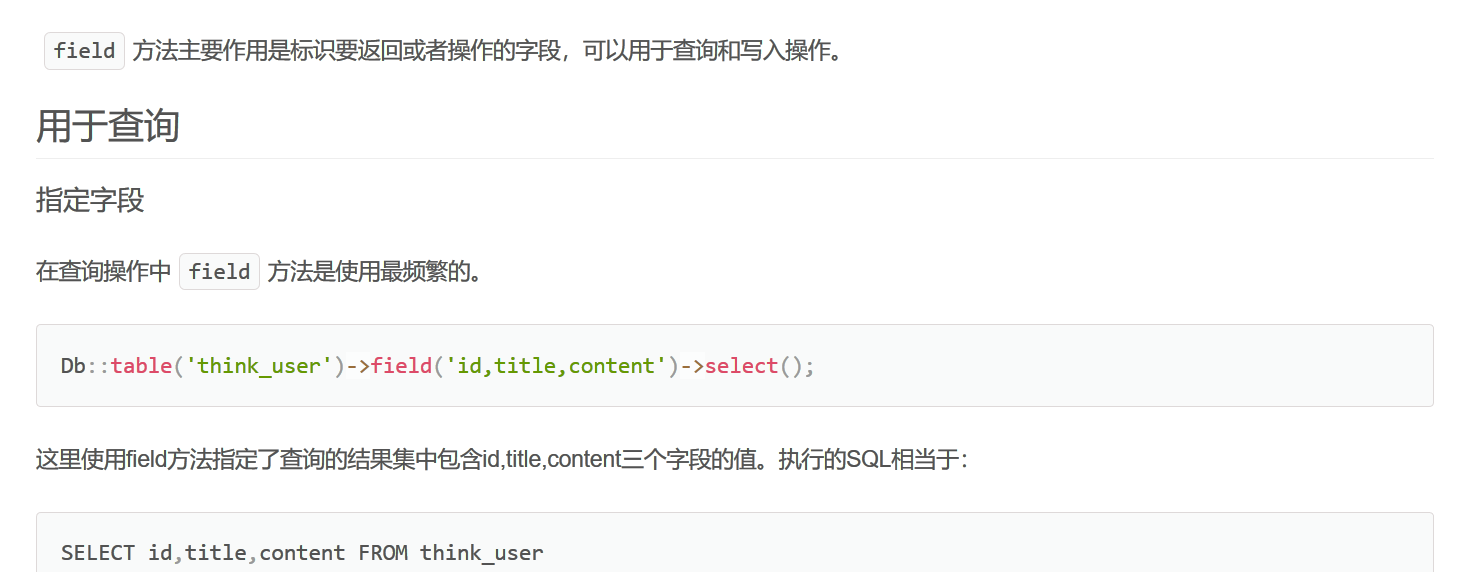 field 方法主要作用是标识要返回或者操作的字段，可以用于查询和写入操作。
用于查询
指定字段
在查询操作中 field 方法是使用最频繁的。
Db::table('think_user')->field('id,title,content')->select();
这里使用field方法指定了查询的结果集中包含id,title,content三个字段的值。执行的SQL相当于：
SELECT id,title,content FROM think_user